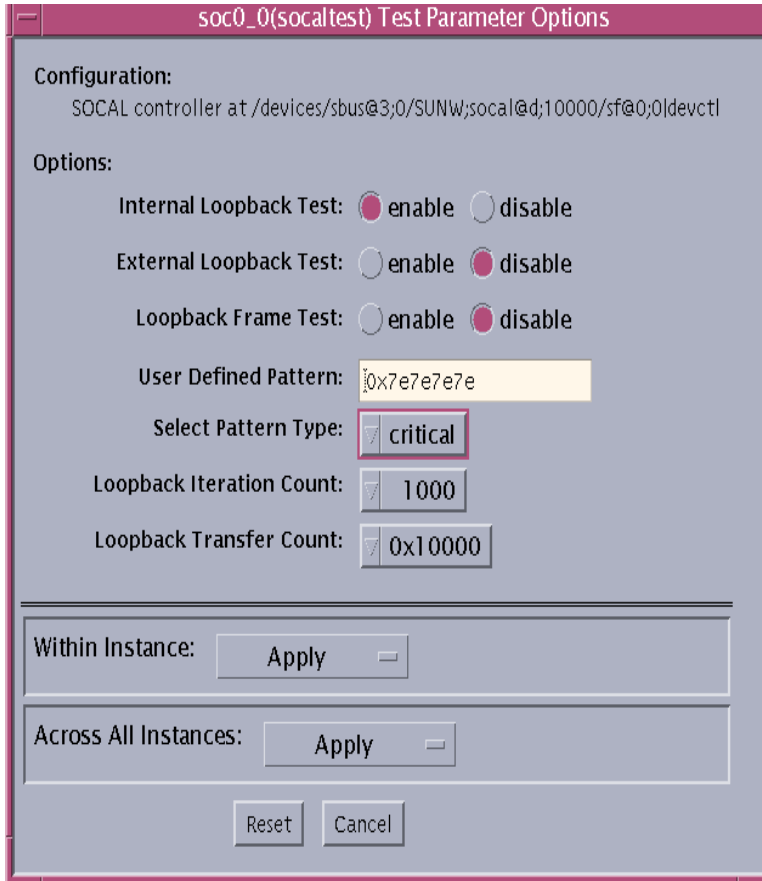 soc0_0(socaltest) Test Parameter Options
Configuration:
SOCAL controller at /devices/sbus@3;0/SUNW;socal@d;10000/sf@0;0|devctl
Options:
Internal Loopback Test: enable disable
External Loopback Test: enable disable
Loopback Frame Test: enable disable
User Defined Pattern: 0x7e7e7e7e
Select Pattern Type: critical
Loopback Iteration Count: 1000
Loopback Transfer Count: 0x10000
Within Instance: Apply
Across All Instances: Apply
Reset Cancel